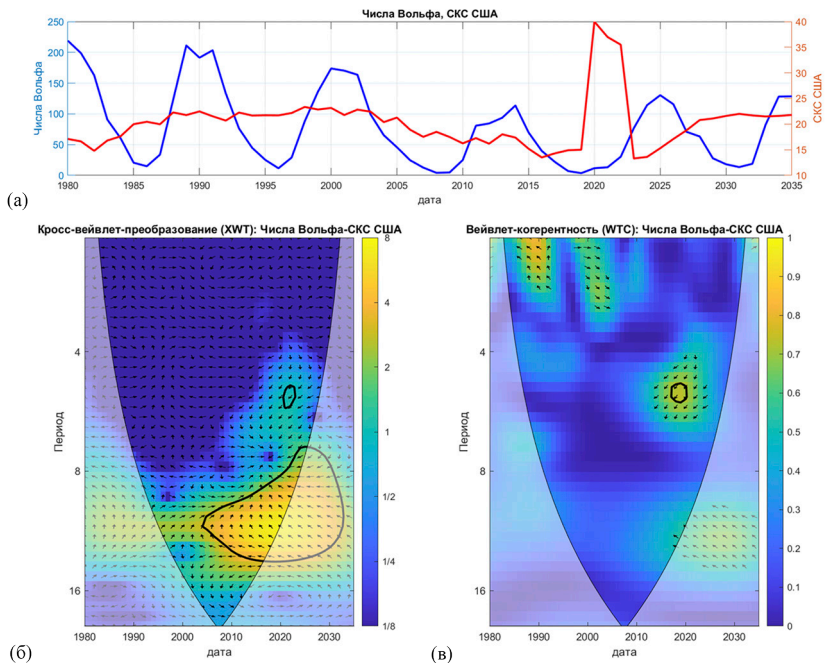 Числа Вольфа, СКС США
250
200
150
100
50
0
Числа Вольфа
40
35
30
25
20
15
10
СКС США
1980 1985 1990 1995 2000 2005 2010 2015 2020 2025 2030 2035
дата
(а)
Кросс-вейвлет-преобразование (XWT): Числа Вольфа-СКС США
4
8
16
Период
8
4
2
1
1/2
1/4
1/8
1980 1990 2000 2010 2020 2030
дата
(б)
Вейвлет-когерентность (WTC): Числа Вольфа-СКС США
4
8
16
Период
1
0.9
0.8
0.7
0.6
0.5
0.4
0.3
0.2
0.1
0
1980 1990 2000 2010 2020 2030
дата
(в)